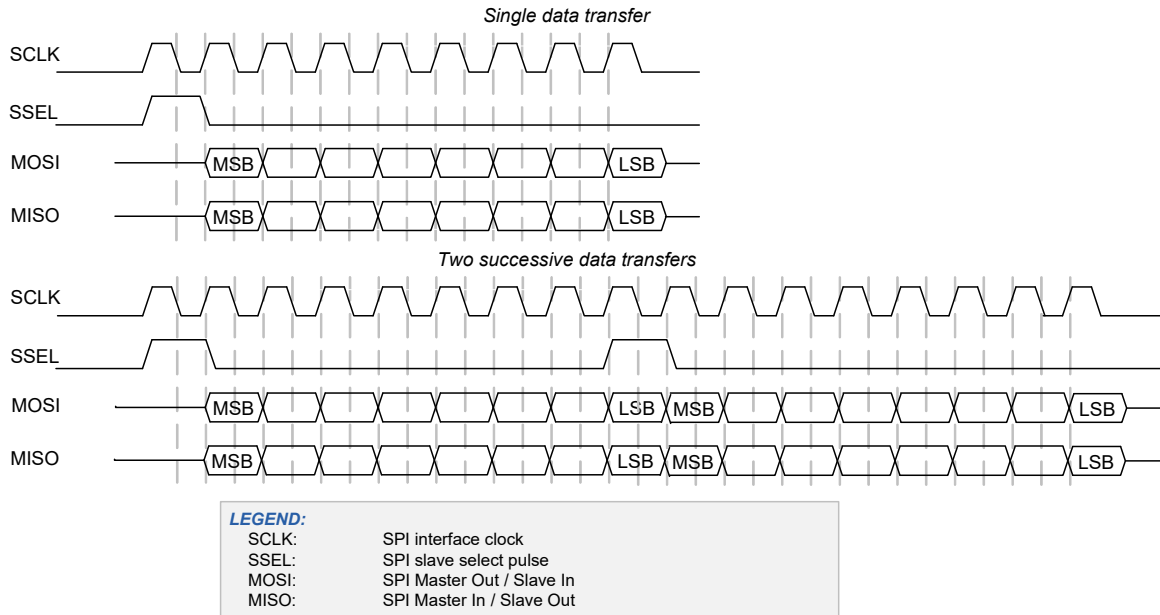 Single data transfer
SCLK
SSEL
MOSI MSB LSB
MISO MSB LSB
Two successive data transfers
SCLK
SSEL
MOSI MSB LSB MSB LSB
MISO MSB LSB MSB LSB
LEGEND:
SCLK: SPI interface clock
SSEL: SPI slave select pulse
MOSI: SPI Master Out / Slave In
MISO: SPI Master In / Slave Out